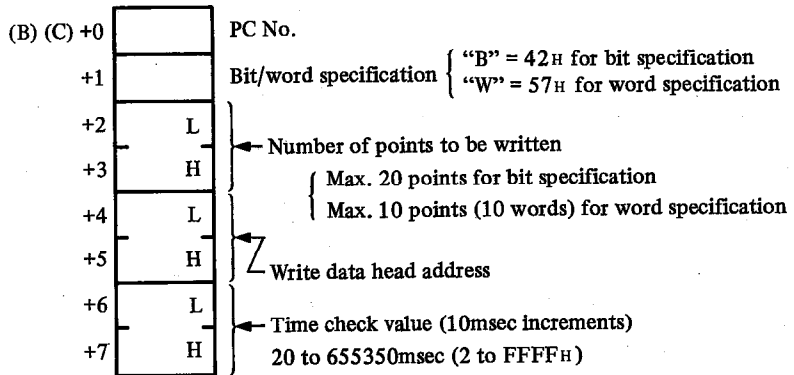 (B) (C) +0 PC No.
+1 Bit/word specification { “B” = 42H for bit specification
“W” = 57H for word specification
+2 L
Number of points to be written
+3 H
Max. 20 points for bit specification
Max. 10 points (10 words) for word specification
+4 L
+5 H
Write data head address
+6 L
Time check value (10msec increments)
+7 H
20 to 655350msec (2 to FFFFH)